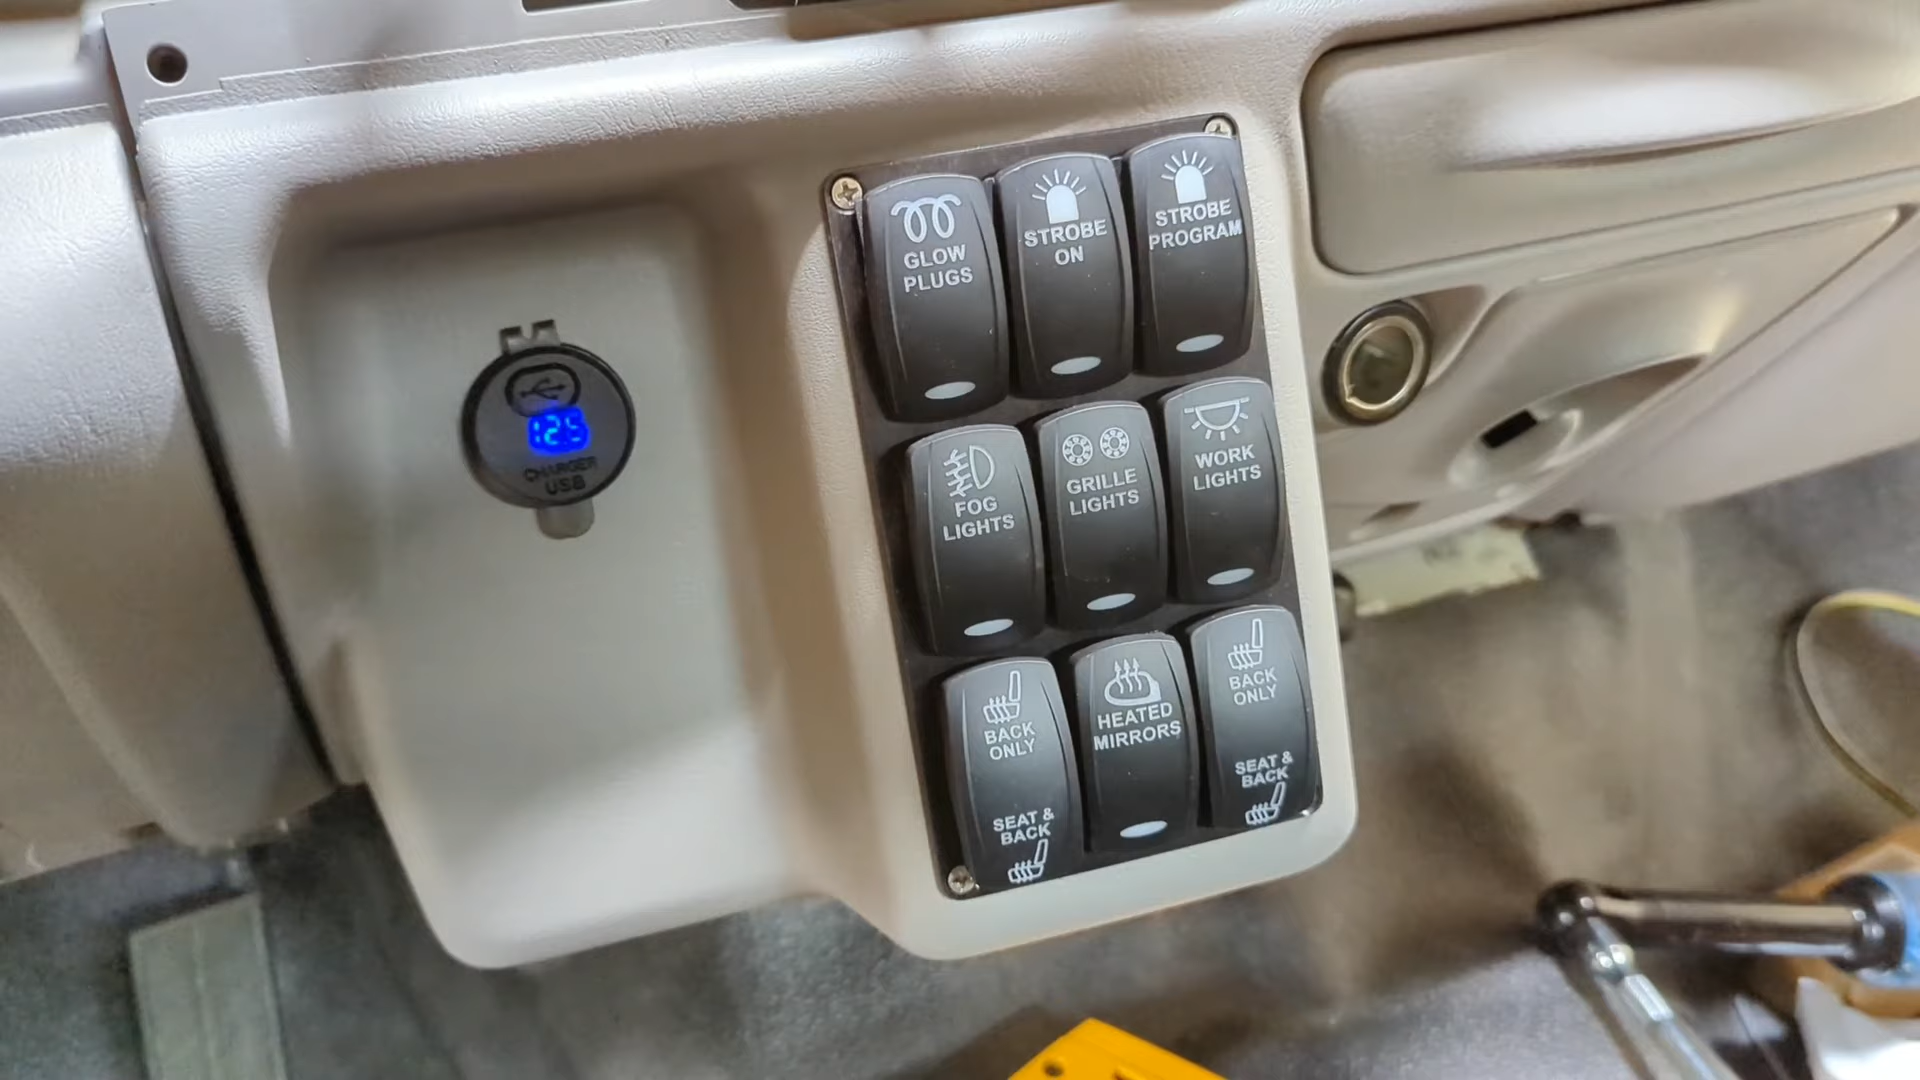 12.5
CHARGER
USB
GLOW
PLUGS
STROBE
ON
STROBE
PROGRAM
FOG
LIGHTS
GRILLE
LIGHTS
WORK
LIGHTS
BACK
ONLY
SEAT &
BACK
HEATED
MIRRORS
BACK
ONLY
SEAT &
BACK